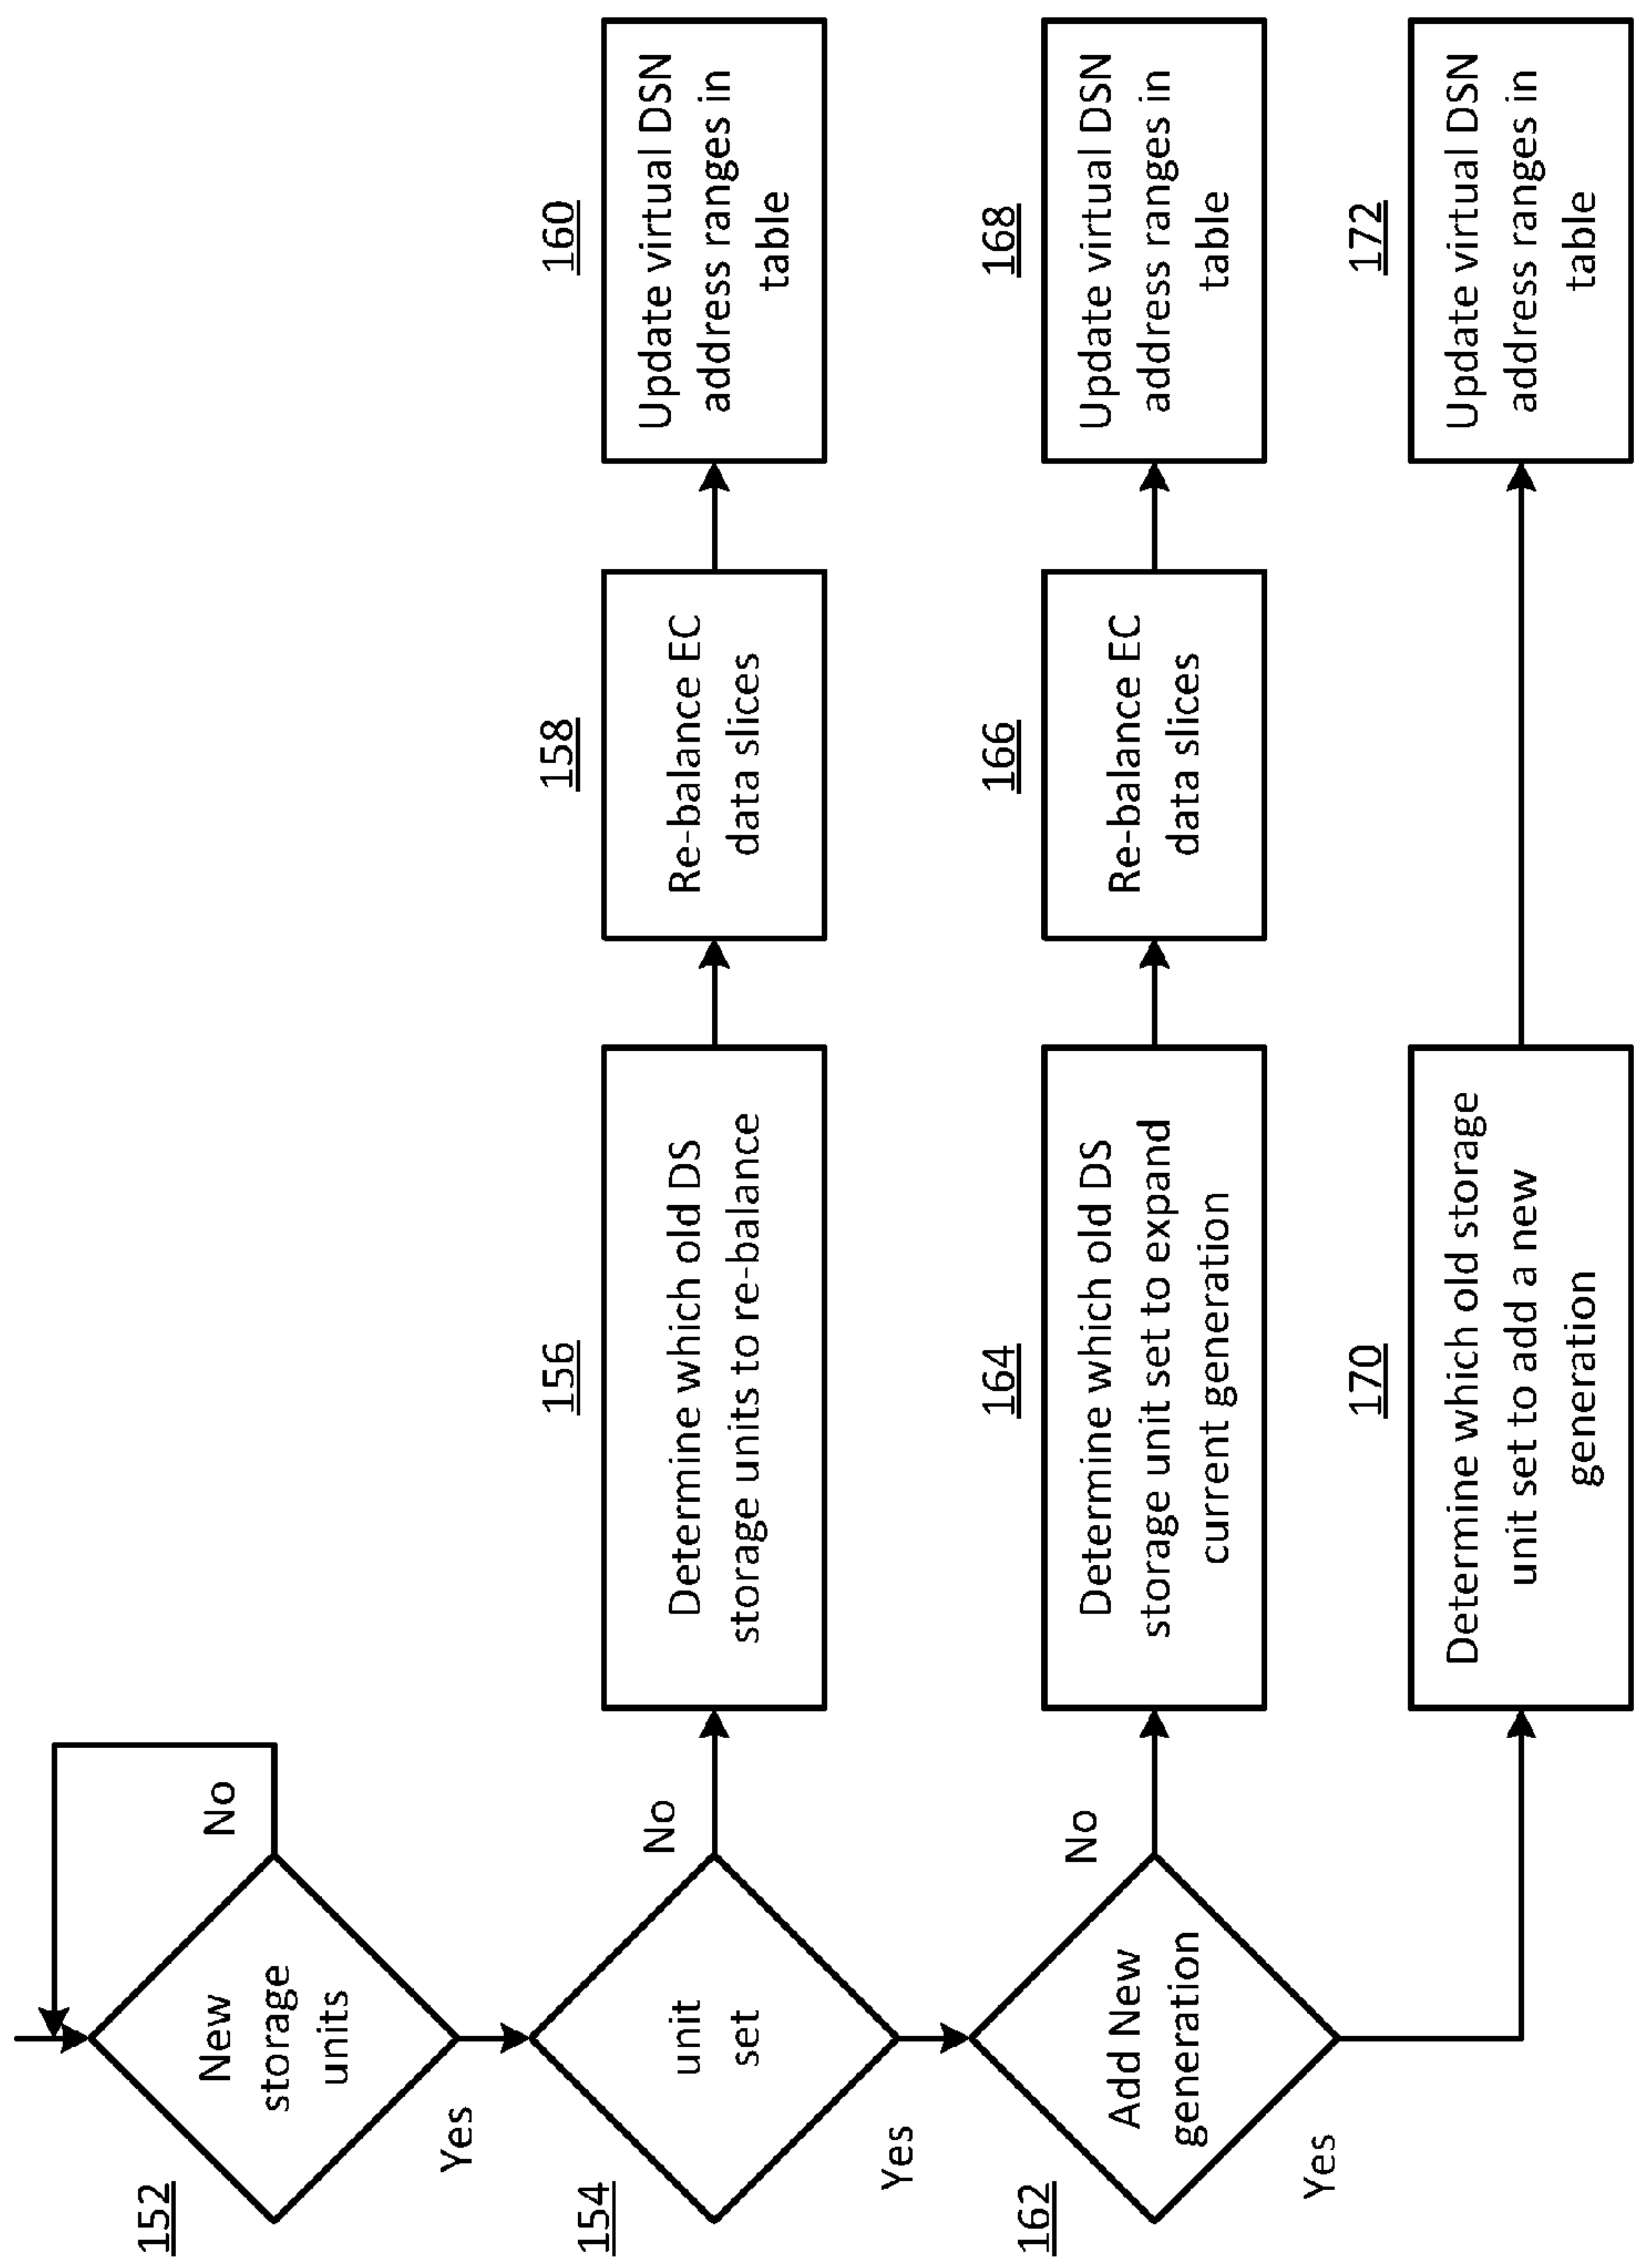 152
New
storage
units
No
Yes
154
unit
set
No
Yes
156
Determine which old DS
storage units to re-balance
158
Re-balance EC
data slices
160
Update virtual DSN
address ranges in
table
162
Add New
generation
No
Yes
164
Determine which old DS
storage unit set to expand
current generation
166
Re-balance EC
data slices
168
Update virtual DSN
address ranges in
table
170
Determine which old storage
unit set to add a new
generation
172
Update virtual DSN
address ranges in
table